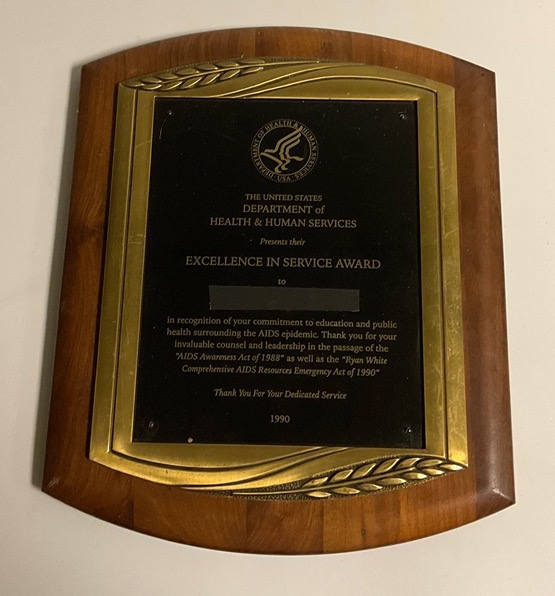 DEPARTMENT OF HEALTH & HUMAN SERVICES · USA
THE UNITED STATES
DEPARTMENT of
HEALTH & HUMAN SERVICES
Presents their
EXCELLENCE IN SERVICE AWARD
to
in recognition of your commitment to education and public
health surrounding the AIDS epidemic. Thank you for your
invaluable counsel and leadership in the passage of the
"AIDS Awareness Act of 1988" as well as the "Ryan White
Comprehensive AIDS Resources Emergency Act of 1990"
Thank You For Your Dedicated Service
1990